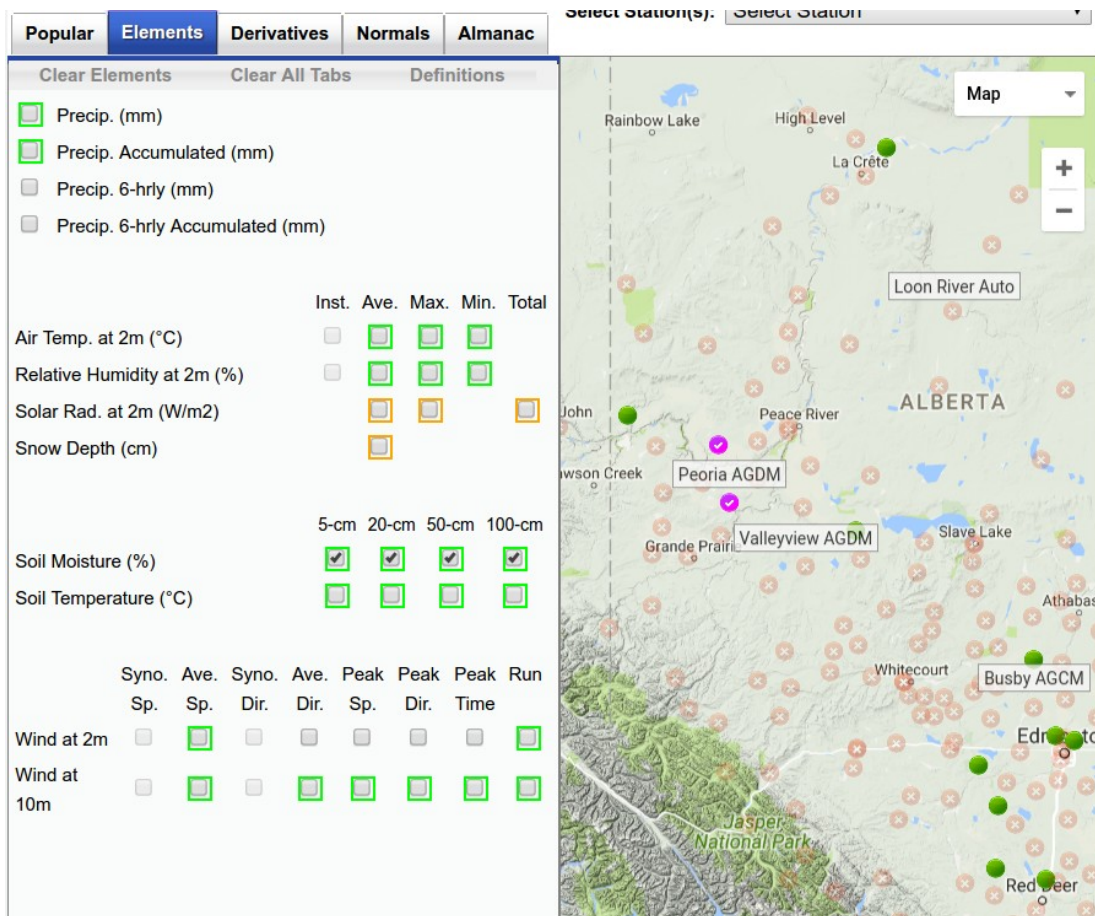 Select Station(s): Select Station
Popular Elements Derivatives Normals Almanac
Clear Elements Clear All Tabs Definitions
Precip. (mm)
Precip. Accumulated (mm)
Precip. 6-hrly (mm)
Precip. 6-hrly Accumulated (mm)
Inst. Ave. Max. Min. Total
Air Temp. at 2m (°C)
Relative Humidity at 2m (%)
Solar Rad. at 2m (W/m2)
Snow Depth (cm)
5-cm 20-cm 50-cm 100-cm
Soil Moisture (%)
Soil Temperature (°C)
Syno. Ave. Syno. Ave. Peak Peak Peak Run
Sp. Sp. Dir. Dir. Sp. Dir. Time
Wind at 2m
Wind at
10m
Map
+
−
Rainbow Lake
High Level
La Crête
Loon River Auto
ALBERTA
John
Peace River
wson Creek
Peoria AGDM
Valleyview AGDM
Slave Lake
Grande Prairie
Athabas
Whitecourt
Busby AGCM
Jasper
National Park
Red Deer